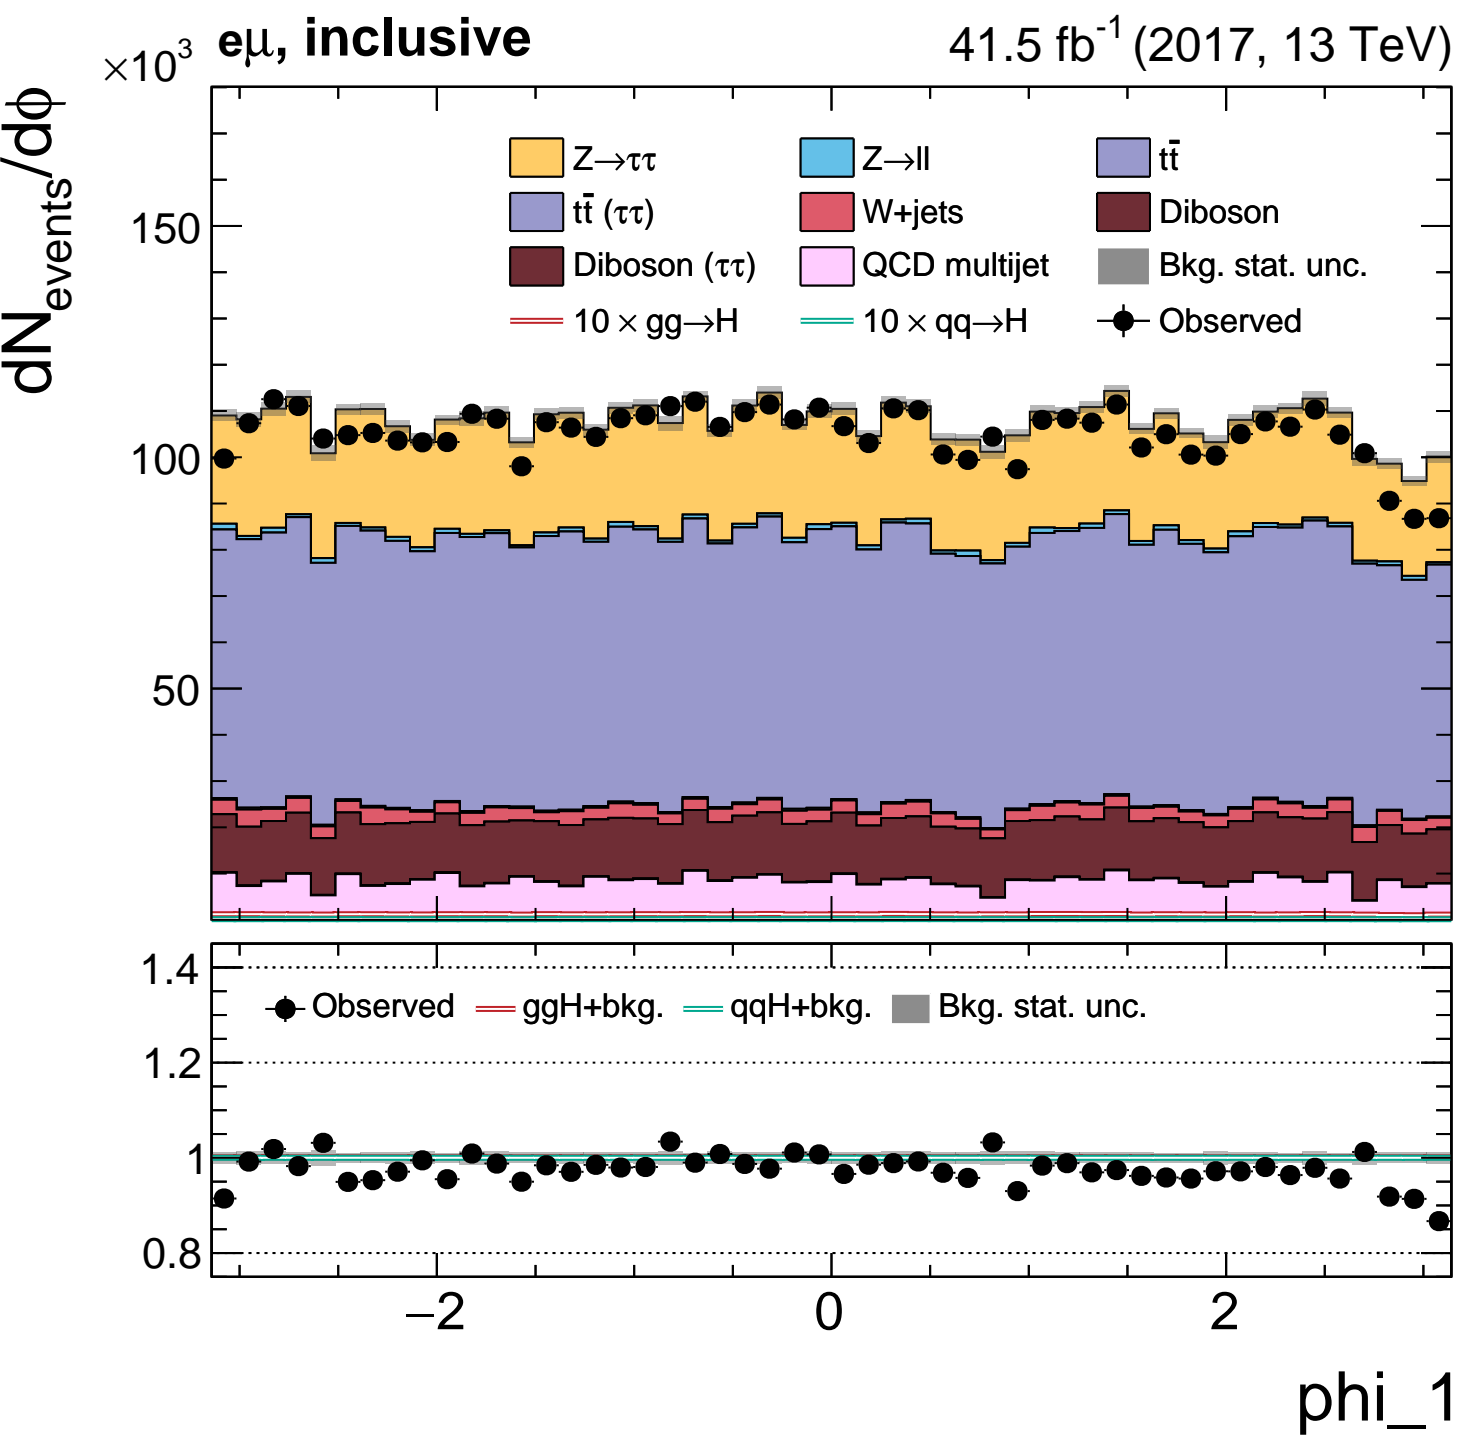 eμ, inclusive 41.5 fb⁻¹ (2017, 13 TeV)
×10³
dN_events/dϕ
Z→ττ Z→ll tt̄
tt̄ (ττ) W+jets Diboson
Diboson (ττ) QCD multijet Bkg. stat. unc.
10 × gg→H 10 × qq→H Observed
150
100
50
1.4
Observed ggH+bkg. qqH+bkg. Bkg. stat. unc.
1.2
1
0.8
−2 0 2
phi_1